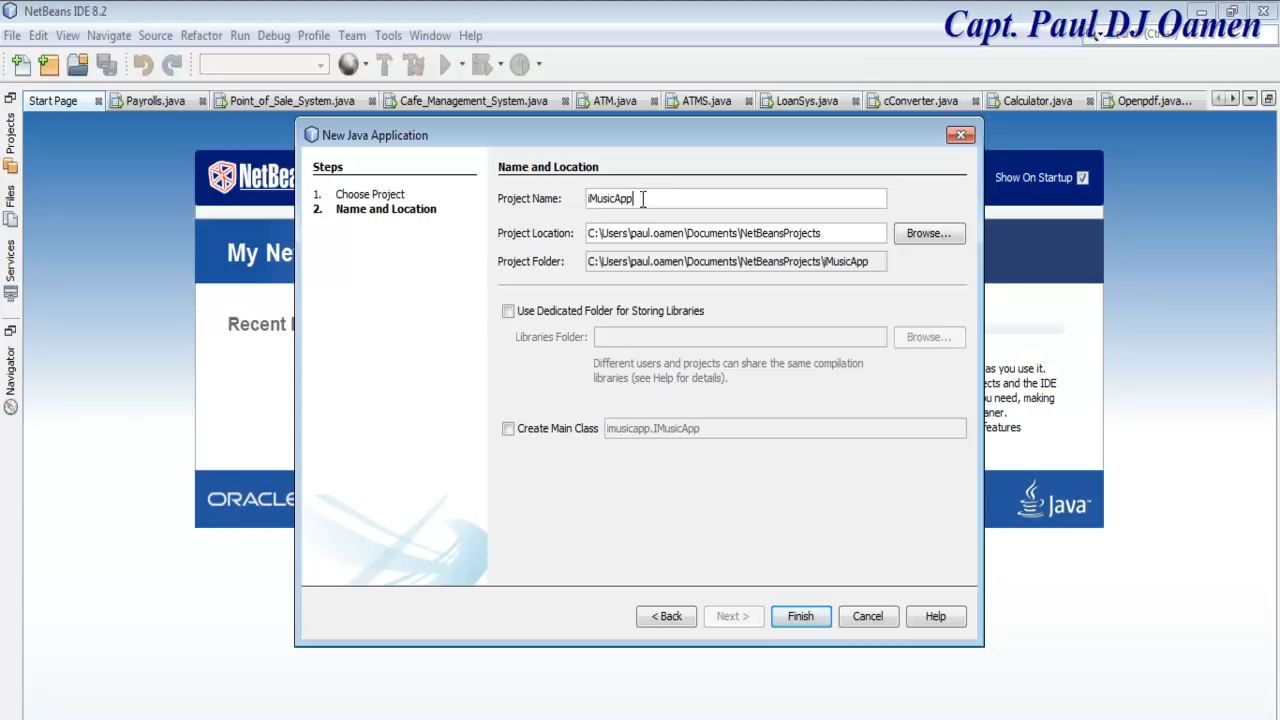 NetBeans IDE 8.2
Capt. Paul DJ Oamen
File Edit View Navigate Source Refactor Run Debug Profile Team Tools Window Help
Start Page Payrolls.java Point_of_Sale_System.java Cafe_Management_System.java ATM.java ATMS.java LoanSys.java cConverter.java Calculator.java Openpdf.java...
Projects
Files
Services
Navigator
NetBea
Show On Startup
My Ne
Recent
as you use it.
ects and the IDE
u need, making
aner.
features
ORACLE
Java
New Java Application
Steps
1. Choose Project
2. Name and Location
Name and Location
Project Name: iMusicApp
Project Location: C:\Users\paul.oamen\Documents\NetBeansProjects Browse...
Project Folder: C:\Users\paul.oamen\Documents\NetBeansProjects\iMusicApp
Use Dedicated Folder for Storing Libraries
Libraries Folder: Browse...
Different users and projects can share the same compilation
libraries (see Help for details).
Create Main Class imusicapp.IMusicApp
< Back Next > Finish Cancel Help